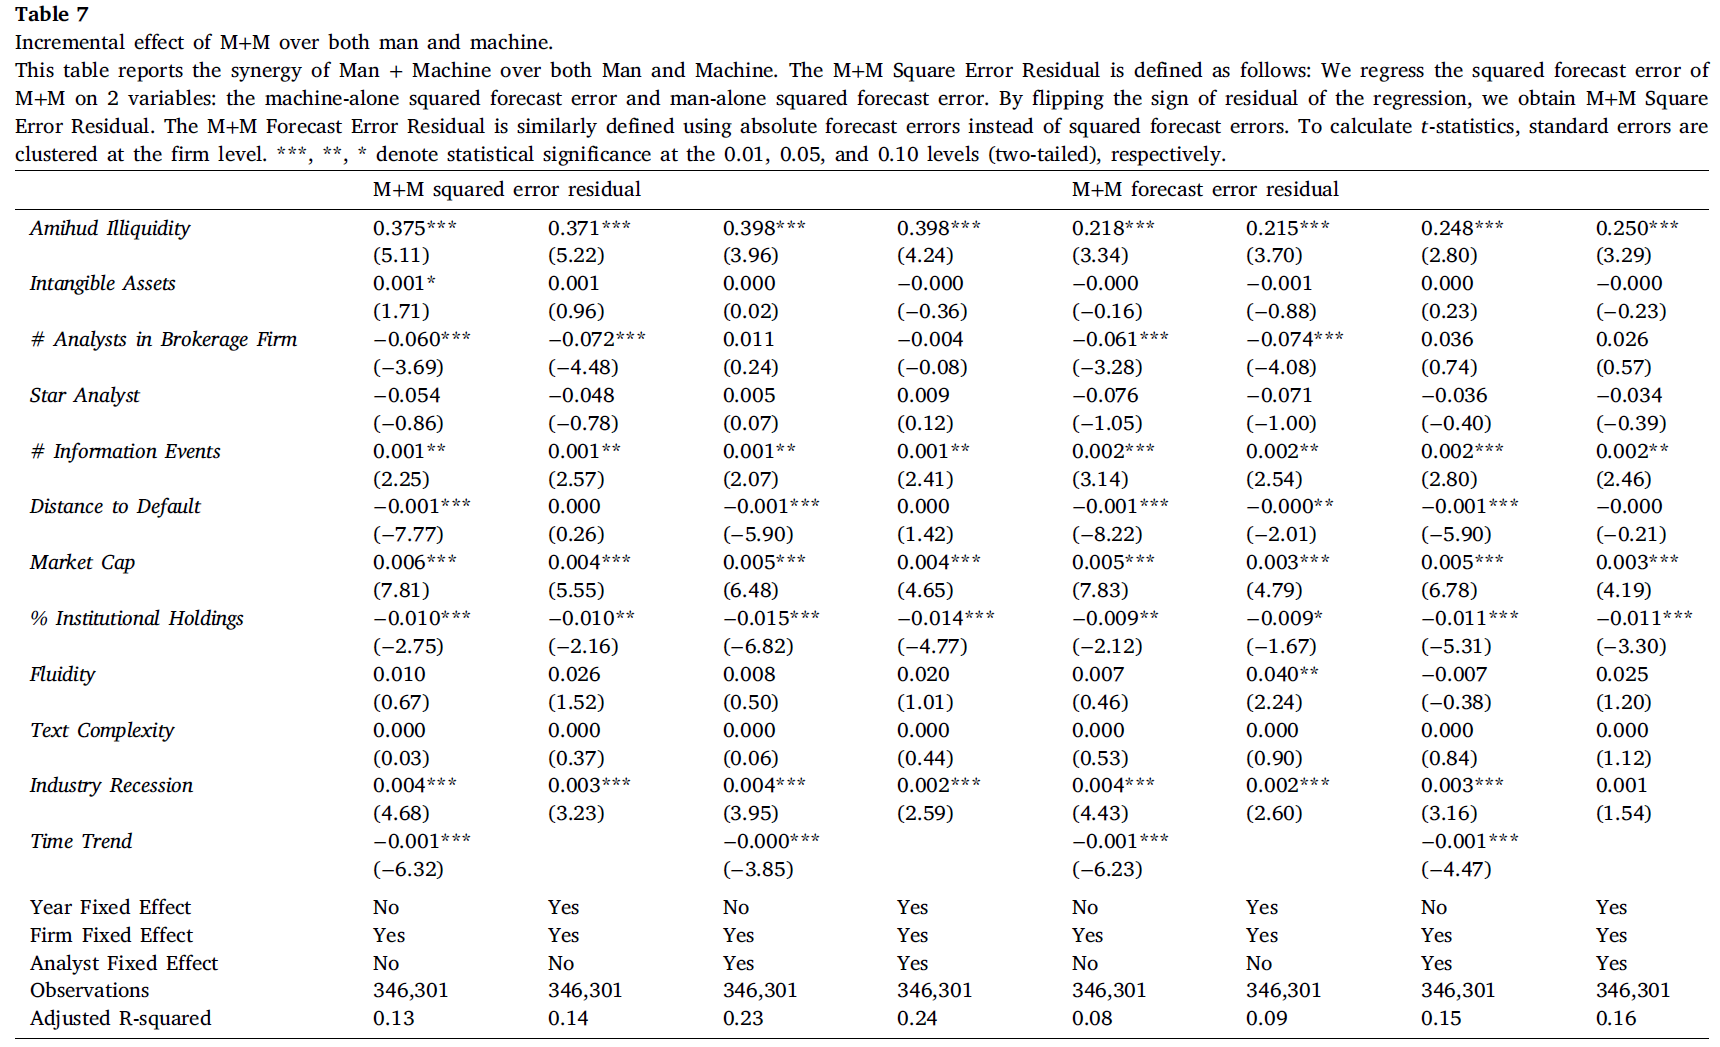 Table 7
Incremental effect of M+M over both man and machine.
This table reports the synergy of Man + Machine over both Man and Machine. The M+M Square Error Residual is defined as follows: We regress the squared forecast error of
M+M on 2 variables: the machine-alone squared forecast error and man-alone squared forecast error. By flipping the sign of residual of the regression, we obtain M+M Square
Error Residual. The M+M Forecast Error Residual is similarly defined using absolute forecast errors instead of squared forecast errors. To calculate t-statistics, standard errors are
clustered at the firm level. ***, **, * denote statistical significance at the 0.01, 0.05, and 0.10 levels (two-tailed), respectively.
M+M squared error residual M+M forecast error residual
Amihud Illiquidity 0.375*** 0.371*** 0.398*** 0.398*** 0.218*** 0.215*** 0.248*** 0.250***
(5.11) (5.22) (3.96) (4.24) (3.34) (3.70) (2.80) (3.29)
Intangible Assets 0.001* 0.001 0.000 −0.000 −0.000 −0.001 0.000 −0.000
(1.71) (0.96) (0.02) (−0.36) (−0.16) (−0.88) (0.23) (−0.23)
# Analysts in Brokerage Firm −0.060*** −0.072*** 0.011 −0.004 −0.061*** −0.074*** 0.036 0.026
(−3.69) (−4.48) (0.24) (−0.08) (−3.28) (−4.08) (0.74) (0.57)
Star Analyst −0.054 −0.048 0.005 0.009 −0.076 −0.071 −0.036 −0.034
(−0.86) (−0.78) (0.07) (0.12) (−1.05) (−1.00) (−0.40) (−0.39)
# Information Events 0.001** 0.001** 0.001** 0.001** 0.002*** 0.002** 0.002*** 0.002**
(2.25) (2.57) (2.07) (2.41) (3.14) (2.54) (2.80) (2.46)
Distance to Default −0.001*** 0.000 −0.001*** 0.000 −0.001*** −0.000** −0.001*** −0.000
(−7.77) (0.26) (−5.90) (1.42) (−8.22) (−2.01) (−5.90) (−0.21)
Market Cap 0.006*** 0.004*** 0.005*** 0.004*** 0.005*** 0.003*** 0.005*** 0.003***
(7.81) (5.55) (6.48) (4.65) (7.83) (4.79) (6.78) (4.19)
% Institutional Holdings −0.010*** −0.010** −0.015*** −0.014*** −0.009** −0.009* −0.011*** −0.011***
(−2.75) (−2.16) (−6.82) (−4.77) (−2.12) (−1.67) (−5.31) (−3.30)
Fluidity 0.010 0.026 0.008 0.020 0.007 0.040** −0.007 0.025
(0.67) (1.52) (0.50) (1.01) (0.46) (2.24) (−0.38) (1.20)
Text Complexity 0.000 0.000 0.000 0.000 0.000 0.000 0.000 0.000
(0.03) (0.37) (0.06) (0.44) (0.53) (0.90) (0.84) (1.12)
Industry Recession 0.004*** 0.003*** 0.004*** 0.002*** 0.004*** 0.002*** 0.003*** 0.001
(4.68) (3.23) (3.95) (2.59) (4.43) (2.60) (3.16) (1.54)
Time Trend −0.001*** −0.000*** −0.001*** −0.001***
(−6.32) (−3.85) (−6.23) (−4.47)
Year Fixed Effect No Yes No Yes No Yes No Yes
Firm Fixed Effect Yes Yes Yes Yes Yes Yes Yes Yes
Analyst Fixed Effect No No Yes Yes No No Yes Yes
Observations 346,301 346,301 346,301 346,301 346,301 346,301 346,301 346,301
Adjusted R-squared 0.13 0.14 0.23 0.24 0.08 0.09 0.15 0.16